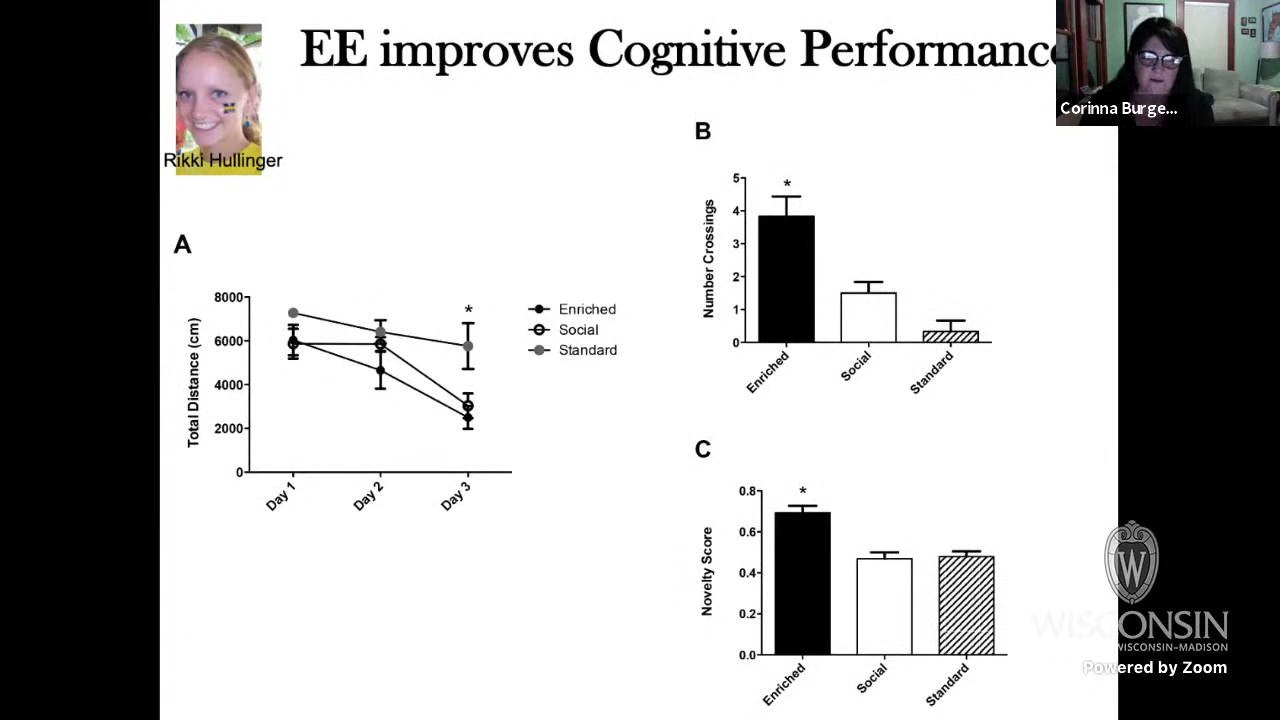 EE improves Cognitive Performance
Corinna Burge...
Rikki Hullinger
A
8000
6000
4000
2000
0
Total Distance (cm)
Day 1
Day 2
Day 3
*
Enriched
Social
Standard
B
5
4
3
2
1
0
Number Crossings
*
Enriched
Social
Standard
C
0.8
0.6
0.4
0.2
0.0
Novelty Score
*
Enriched
Social
Standard
W
WISCONSIN
WISCONSIN–MADISON
Powered by Zoom